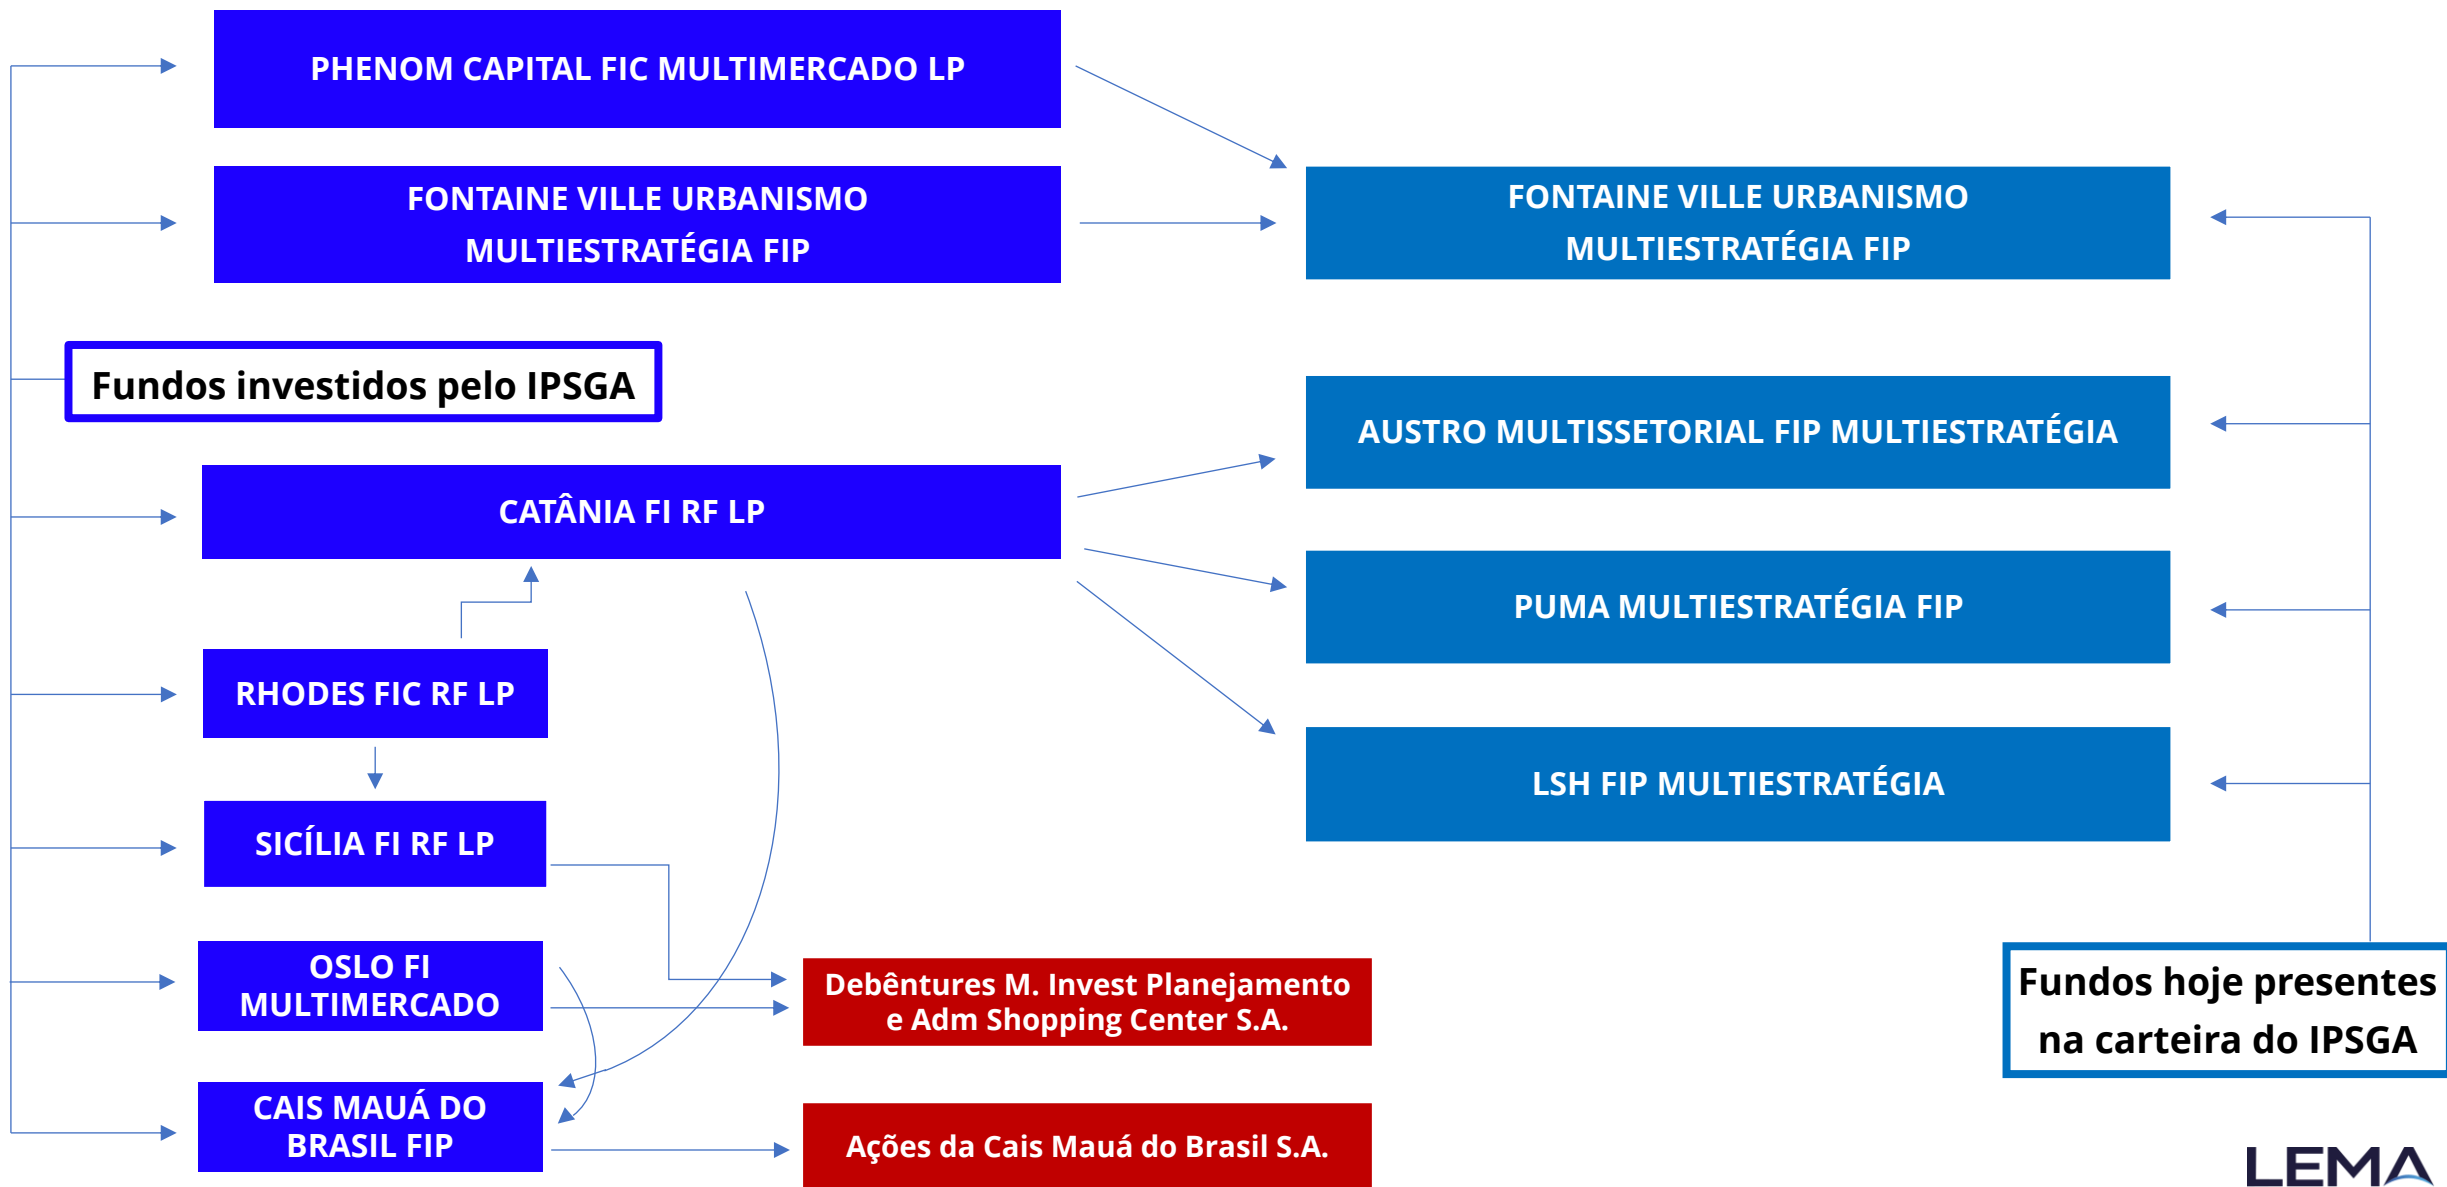 PHENOM CAPITAL FIC MULTIMERCADO LP
FONTAINE VILLE URBANISMO
MULTIESTRATÉGIA FIP
FONTAINE VILLE URBANISMO
MULTIESTRATÉGIA FIP
Fundos investidos pelo IPSGA
AUSTRO MULTISSETORIAL FIP MULTIESTRATÉGIA
CATÂNIA FI RF LP
PUMA MULTIESTRATÉGIA FIP
RHODES FIC RF LP
LSH FIP MULTIESTRATÉGIA
SICÍLIA FI RF LP
OSLO FI
MULTIMERCADO
Debêntures M. Invest Planejamento
e Adm Shopping Center S.A.
Fundos hoje presentes
na carteira do IPSGA
CAIS MAUÁ DO
BRASIL FIP
Ações da Cais Mauá do Brasil S.A.
LEMA